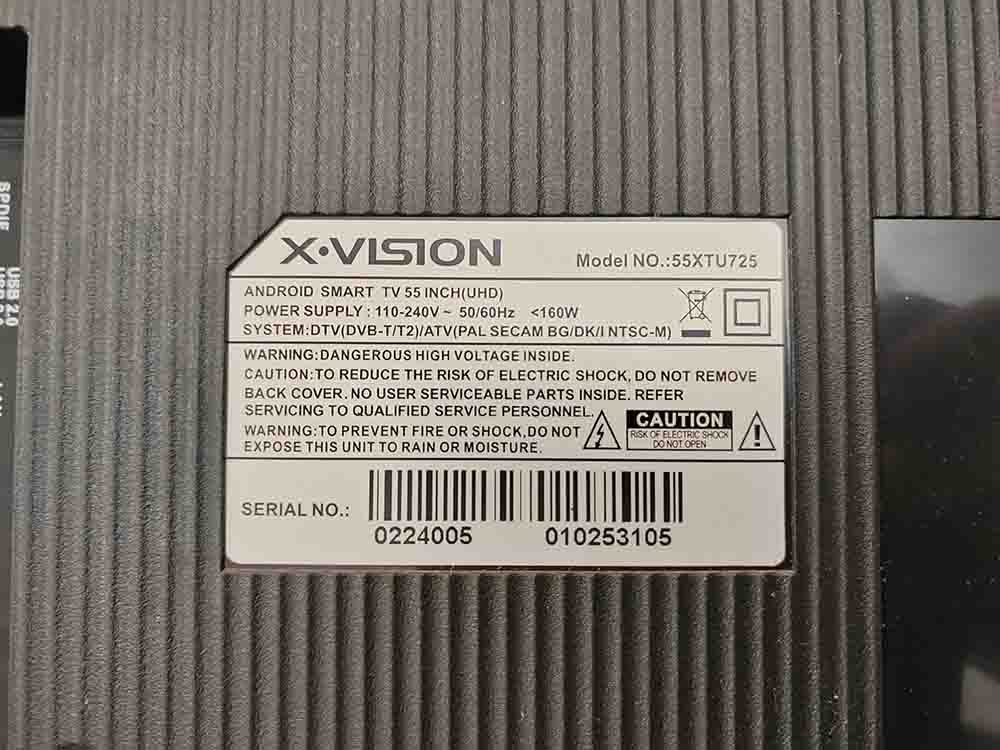 X·VISION
Model NO.:55XTU725
ANDROID SMART TV 55 INCH(UHD)
POWER SUPPLY : 110-240V~ 50/60Hz <160W
SYSTEM:DTV(DVB-T/T2)/ATV(PAL SECAM BG/DK/I NTSC-M)
WARNING:DANGEROUS HIGH VOLTAGE INSIDE.
CAUTION:TO REDUCE THE RISK OF ELECTRIC SHOCK, DO NOT REMOVE
BACK COVER. NO USER SERVICEABLE PARTS INSIDE. REFER
SERVICING TO QUALIFIED SERVICE PERSONNEL.
WARNING:TO PREVENT FIRE OR SHOCK,DO NOT
EXPOSE THIS UNIT TO RAIN OR MOISTURE.
CAUTION
RISK OF ELECTRIC SHOCK
DO NOT OPEN
SERIAL NO.:
0224005 010253105
SPDIF
USB 2.0